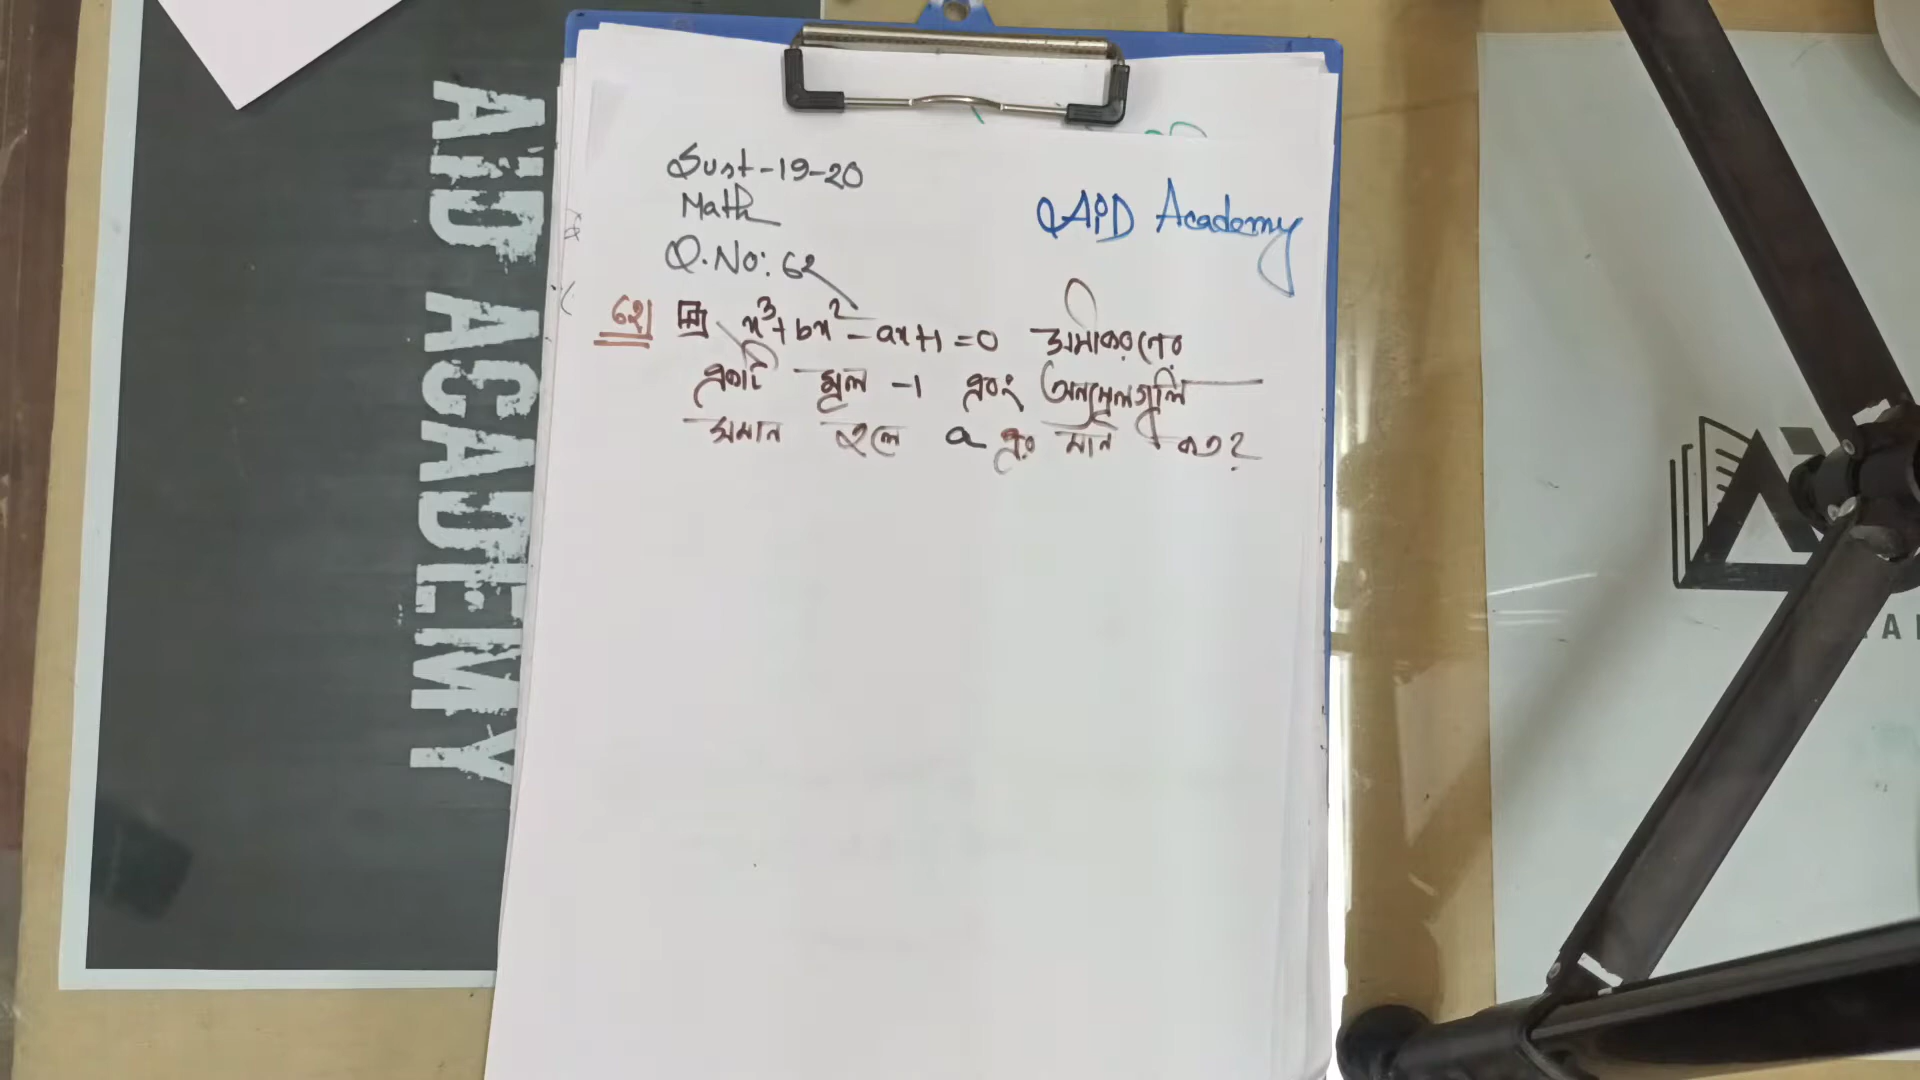 AID ACADEMY
Sust-19-20
Math
Q.No: 62
AID Academy
৬২। x³+bx²-ax+1=0 সমীকরণের
একটি মূল -1 এবং অন্যমূলগুলি
সমান হলে a এর মান কত?